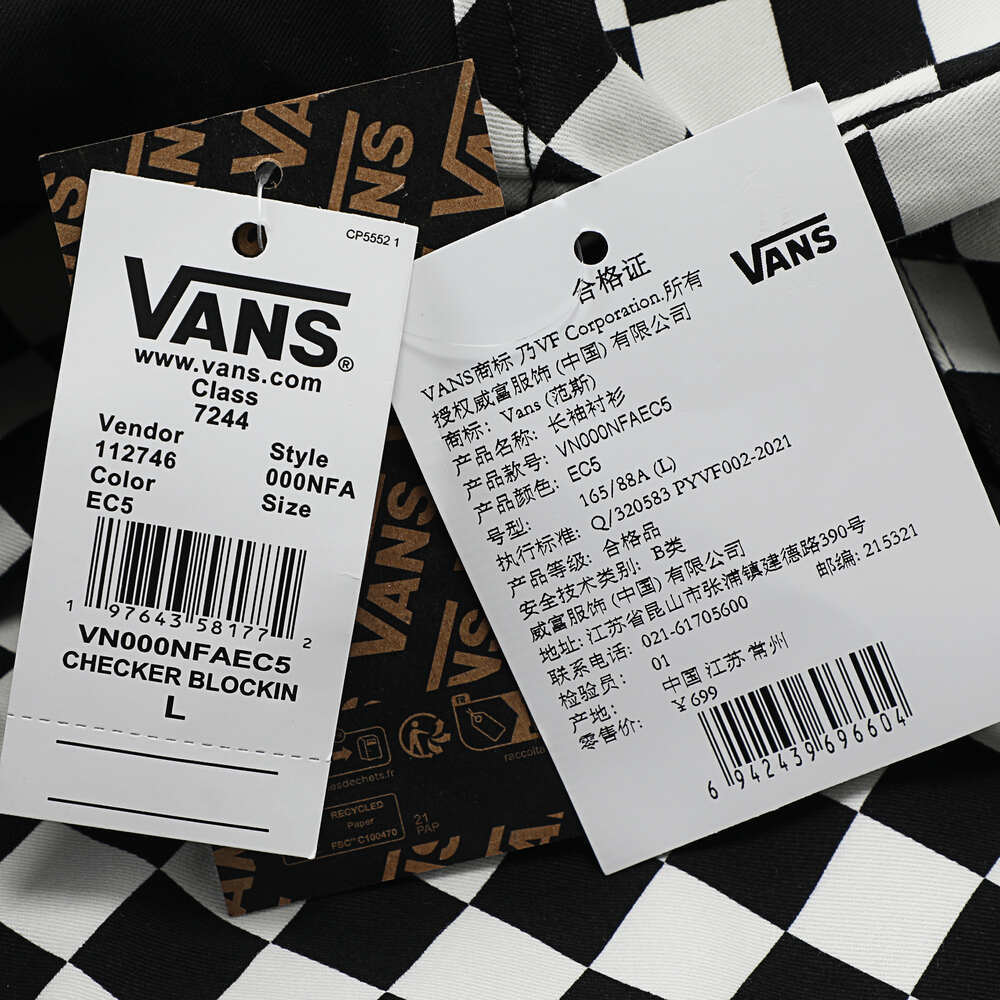 CP5552 1
VANS®
www.vans.com
Class
7244
Vendor
112746
Style
000NFA
Color
EC5
Size
1 97643 58177 2
VN000NFAEC5
CHECKER BLOCKIN
L
VANS
合格证
VANS商标 乃VF Corporation.所有
授权威富服饰 (中国) 有限公司
商标: Vans (范斯)
产品名称: 长袖衬衫
产品款号: VN000NFAEC5
产品颜色: EC5
号型: 165/88A (L)
执行标准: Q/320583 PYVF002-2021
产品等级: 合格品
安全技术类别: B类
威富服饰 (中国) 有限公司
地址: 江苏省昆山市张浦镇建德路390号
联系电话: 021-61705600 邮编: 215321
检验员: 01
产地: 中国 江苏 常州
零售价: ¥ 699
6 942439 696604
VANS
VANS
VANS
VANS
esdechets.fr
raccolta
RECYCLED
Paper
FSC™ C100470
21
PAP